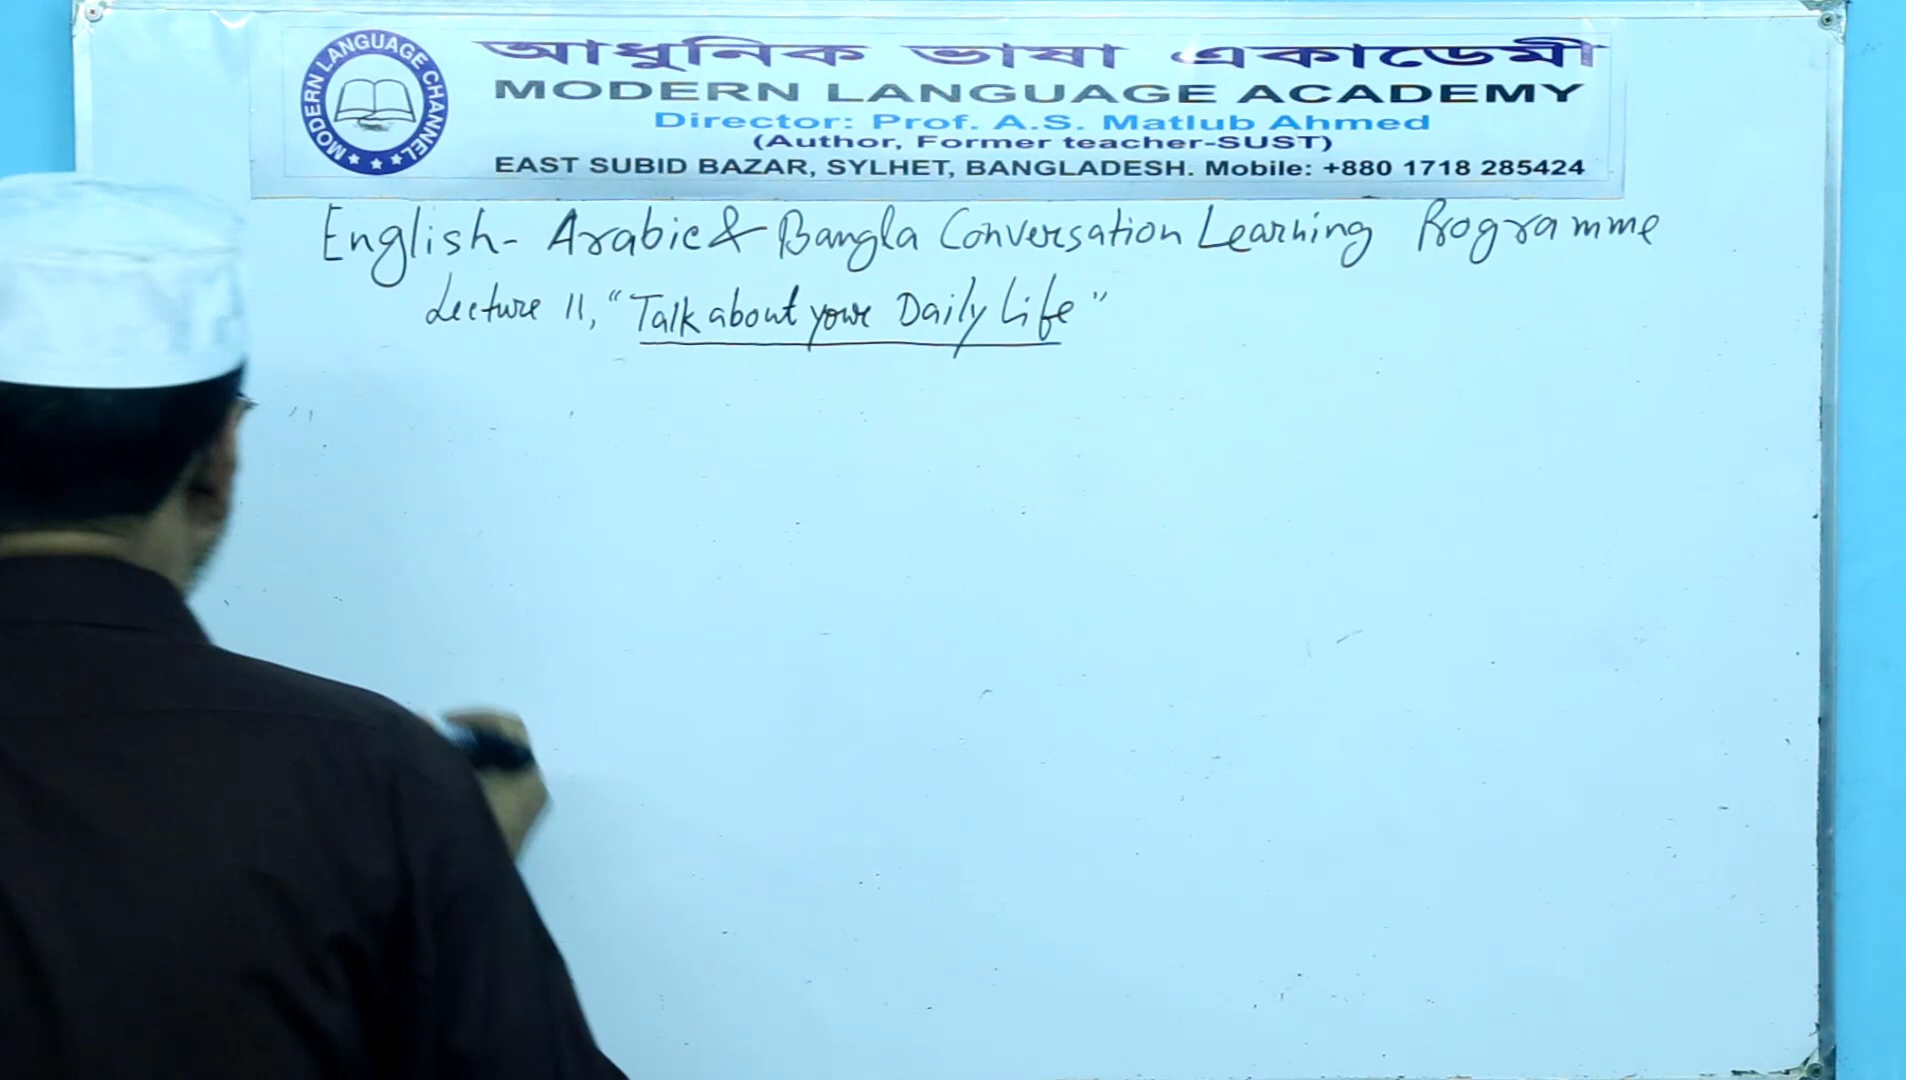 MODERN LANGUAGE CHANNEL
আধুনিক ভাষা একাডেমী
MODERN LANGUAGE ACADEMY
Director: Prof. A.S. Matlub Ahmed
(Author, Former teacher-SUST)
EAST SUBID BAZAR, SYLHET, BANGLADESH. Mobile: +880 1718 285424
English- Arabic & Bangla Conversation Learning Programme
Lecture 11, "Talk about your Daily Life"